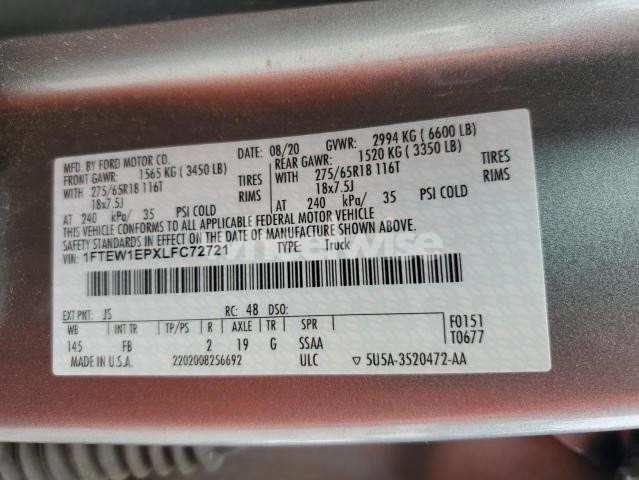 MFD. BY FORD MOTOR CO. DATE: 08/20 GVWR: 2994 KG ( 6600 LB)
FRONT GAWR: 1565 KG ( 3450 LB) REAR GAWR: 1520 KG ( 3350 LB)
WITH 275/65R18 116T TIRES WITH 275/65R18 116T TIRES
18x7.5J RIMS 18x7.5J RIMS
AT 240 kPa/ 35 PSI COLD AT 240 kPa/ 35 PSI COLD
THIS VEHICLE CONFORMS TO ALL APPLICABLE FEDERAL MOTOR VEHICLE
SAFETY STANDARDS IN EFFECT ON THE DATE OF MANUFACTURE SHOWN ABOVE.
VIN: 1FTEW1EPXLFC72721 TYPE: Truck
EXT PNT: JS RC: 48 DSO: F0151
WB INT TR TP/PS R AXLE TR SPR T0677
145 FB 2 19 G SSAA
MADE IN U.S.A. 2202008256692 ULC ▽ 5U5A-3520472-AA